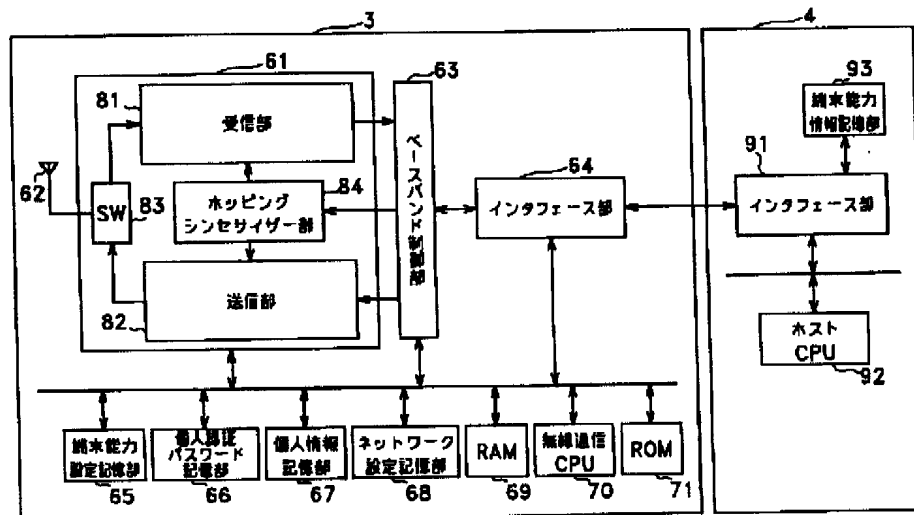 3
4
61
63
93
81
受信部
端末能力
情報記憶部
91
64
62
84
SW
83
ホッピング
シンセサイザー部
ベースバンド
部
インタフェース部
インタフェース部
送信部
82
ホスト
CPU
92
端末能力
設定記憶部
個人認証
パスワード
記憶部
個人情報
記憶部
ネットワーク
設定記憶部
RAM
無線通信
CPU
ROM
65
66
67
68
69
70
71